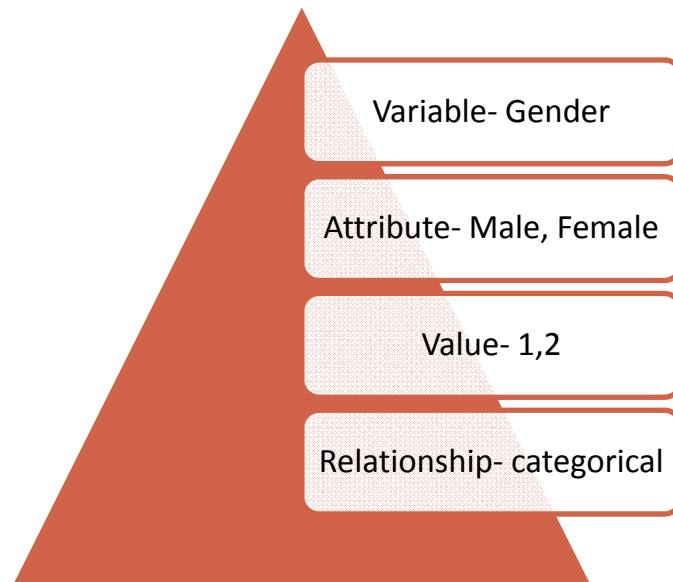 Variable- Gender
Attribute- Male, Female
Value- 1,2
Relationship- categorical